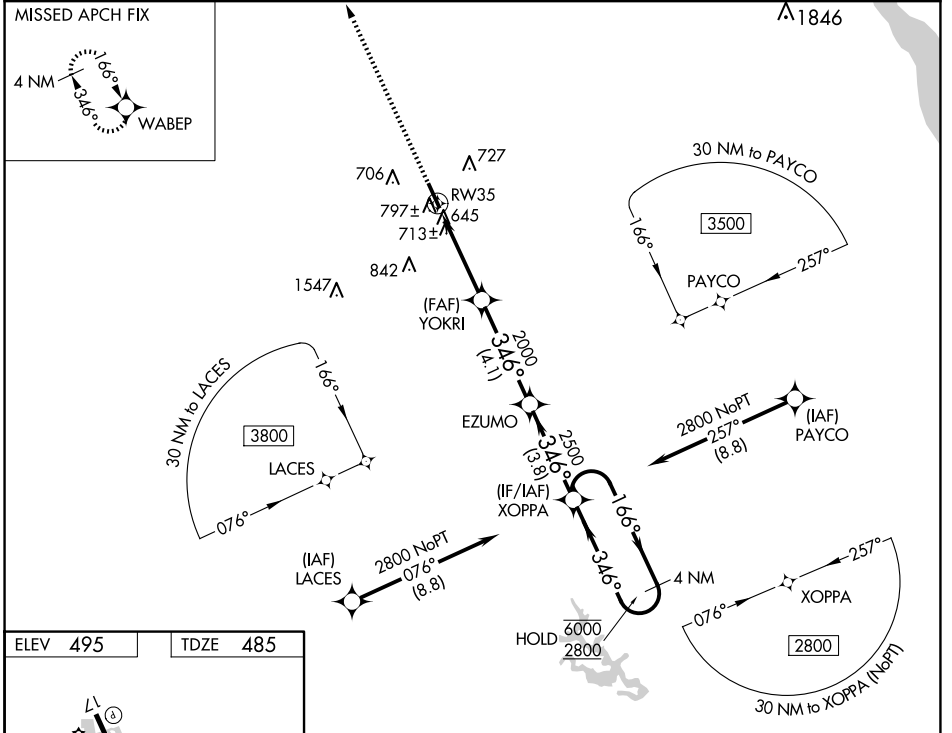 MISSED APCH FIX
4 NM
166°
346°
WABEP
1846
706
727
RW35
797±
645
713±
842
1547
(FAF)
YOKRI
2000
346°
(4.1)
EZUMO
2500
346°
(3.8)
(IF/IAF)
XOPPA
166°
346°
4 NM
HOLD
6000
2800
30 NM to PAYCO
3500
166°
257°
PAYCO
2800 NoPT
257°
(8.8)
(IAF)
PAYCO
30 NM to LACES
3800
166°
LACES
076°
(IAF)
LACES
2800 NoPT
076°
(8.8)
257°
XOPPA
076°
2800
30 NM to XOPPA (NoPT)
ELEV 495
TDZE 485
17
P